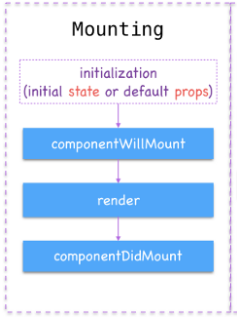 Mounting
initialization
(initial state or default props)
componentWillMount
render
componentDidMount